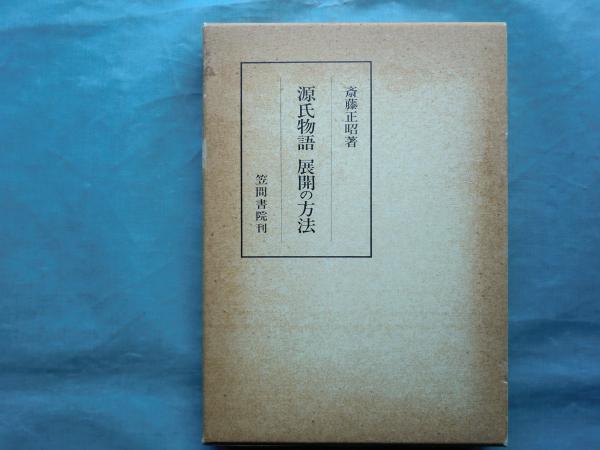 斎藤正昭著
源氏物語 展開の方法
笠間書院刊